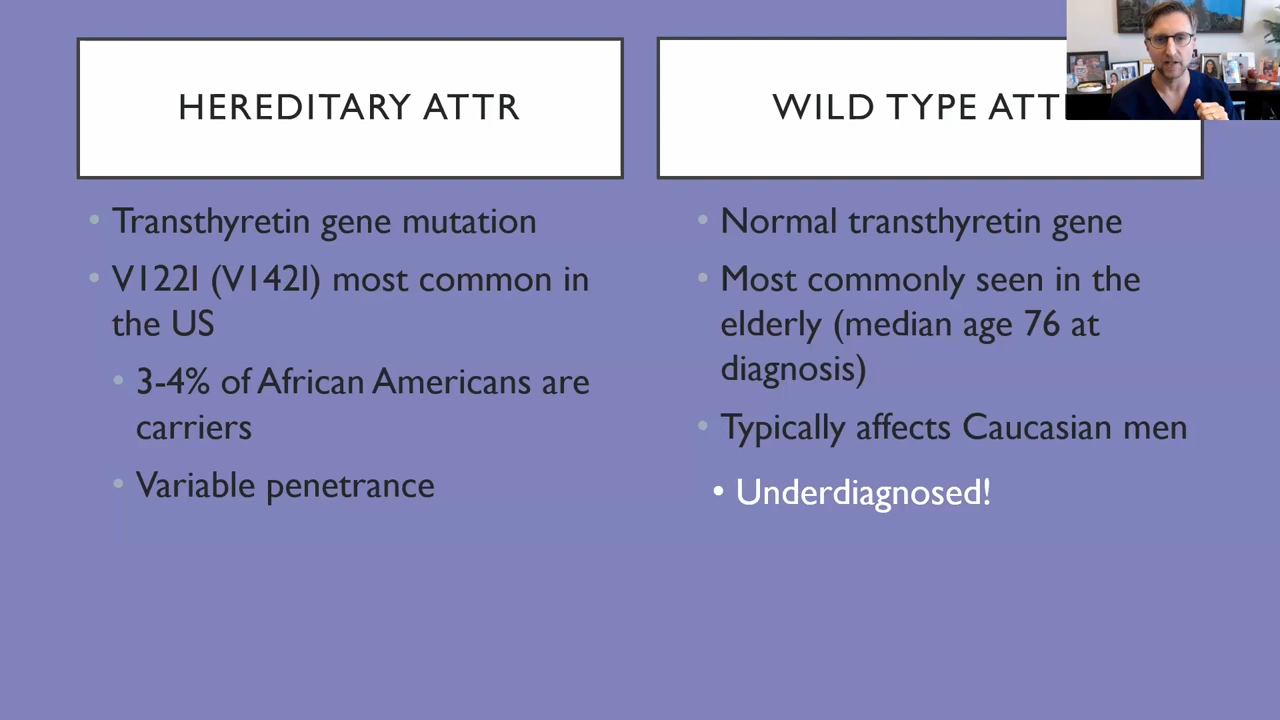 HEREDITARY ATTR
• Transthyretin gene mutation
• V122I (V142I) most common in
the US
• 3-4% of African Americans are
carriers
• Variable penetrance
WILD TYPE ATT
• Normal transthyretin gene
• Most commonly seen in the
elderly (median age 76 at
diagnosis)
• Typically affects Caucasian men
• Underdiagnosed!